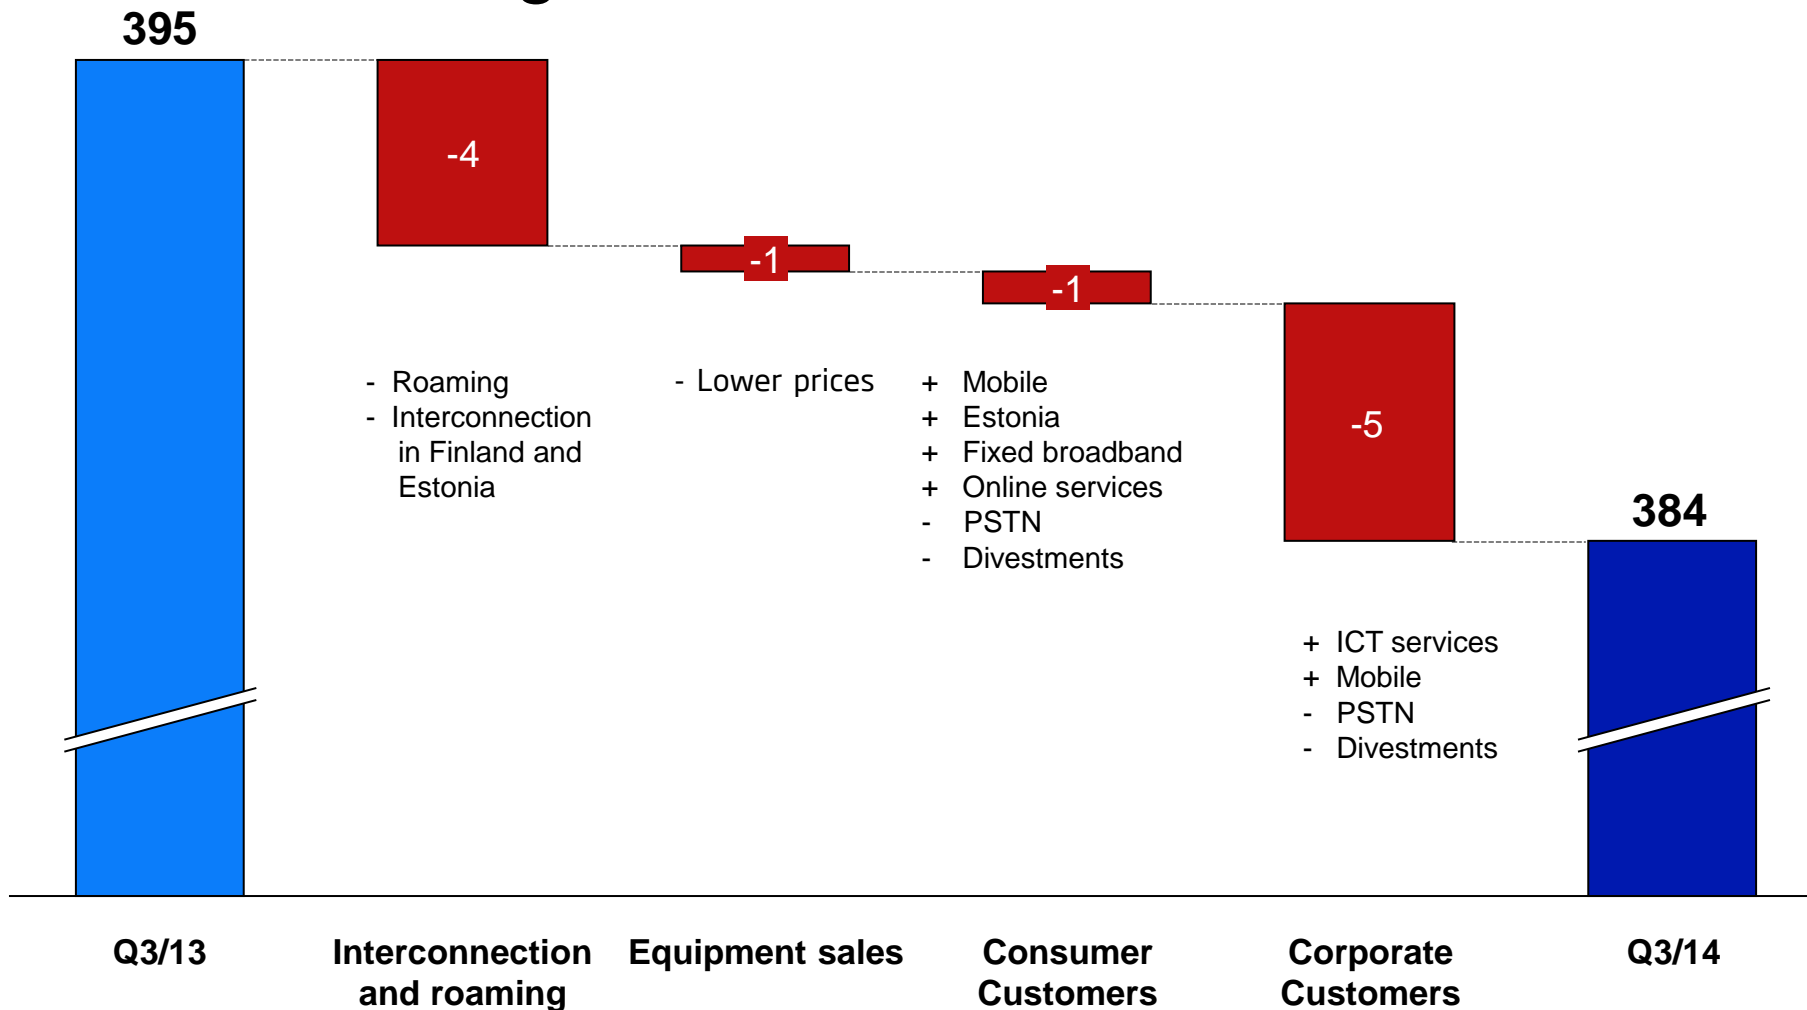 395
-4
-1
-1
-5
384
- Roaming
- Interconnection
in Finland and
Estonia
- Lower prices
+ Mobile
+ Estonia
+ Fixed broadband
+ Online services
- PSTN
- Divestments
+ ICT services
+ Mobile
- PSTN
- Divestments
Q3/13
Interconnection
and roaming
Equipment sales
Consumer
Customers
Corporate
Customers
Q3/14